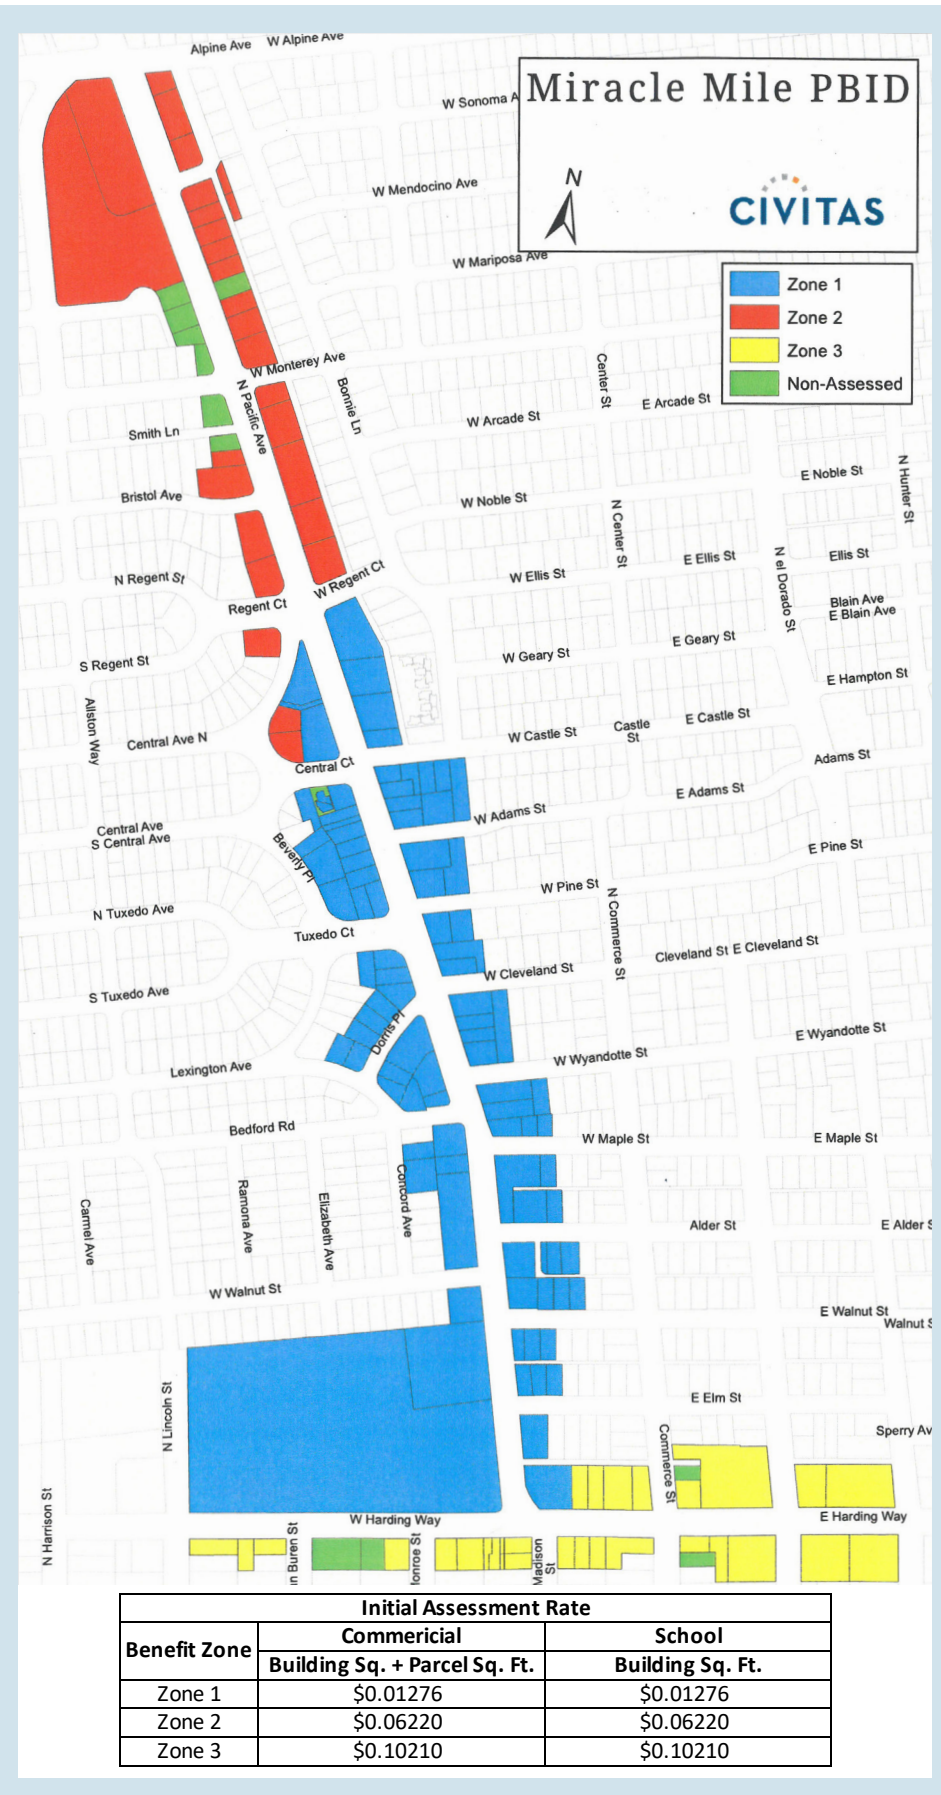 Alpine Ave
W Alpine Ave
Miracle Mile PBID
W Sonoma A
N
CIVITAS
W Mendocino Ave
W Mariposa Ave
Zone 1
Zone 2
Zone 3
Non-Assessed
W Monterey Ave
N Pacific Ave
Bonnie Ln
Center St
E Arcade St
W Arcade St
Smith Ln
E Noble St
N Hunter St
Bristol Ave
W Noble St
N Center St
E Ellis St
Ellis St
N el Dorado St
N Regent St
W Regent Ct
W Ellis St
Blain Ave
E Blain Ave
Regent Ct
E Geary St
W Geary St
S Regent St
E Hampton St
Allston Way
Central Ave N
W Castle St
Castle
St
E Castle St
Central Ct
Adams St
E Adams St
W Adams St
Central Ave
S Central Ave
Beverly Pl
E Pine St
W Pine St
N Commerce St
N Tuxedo Ave
Tuxedo Ct
Cleveland St
E Cleveland St
W Cleveland St
S Tuxedo Ave
Dorris Pl
E Wyandotte St
W Wyandotte St
Lexington Ave
Bedford Rd
W Maple St
E Maple St
Carmel Ave
Ramona Ave
Elizabeth Ave
Concord Ave
Alder St
E Alder S
W Walnut St
E Walnut St
Walnut S
N Lincoln St
E Elm St
Commerce St
Sperry Av
N Harrison St
W Harding Way
E Harding Way
n Buren St
onroe St
Madison
St
Initial Assessment Rate
Benefit Zone
Commericial
School
Building Sq. + Parcel Sq. Ft.
Building Sq. Ft.
Zone 1 $0.01276 $0.01276
Zone 2 $0.06220 $0.06220
Zone 3 $0.10210 $0.10210